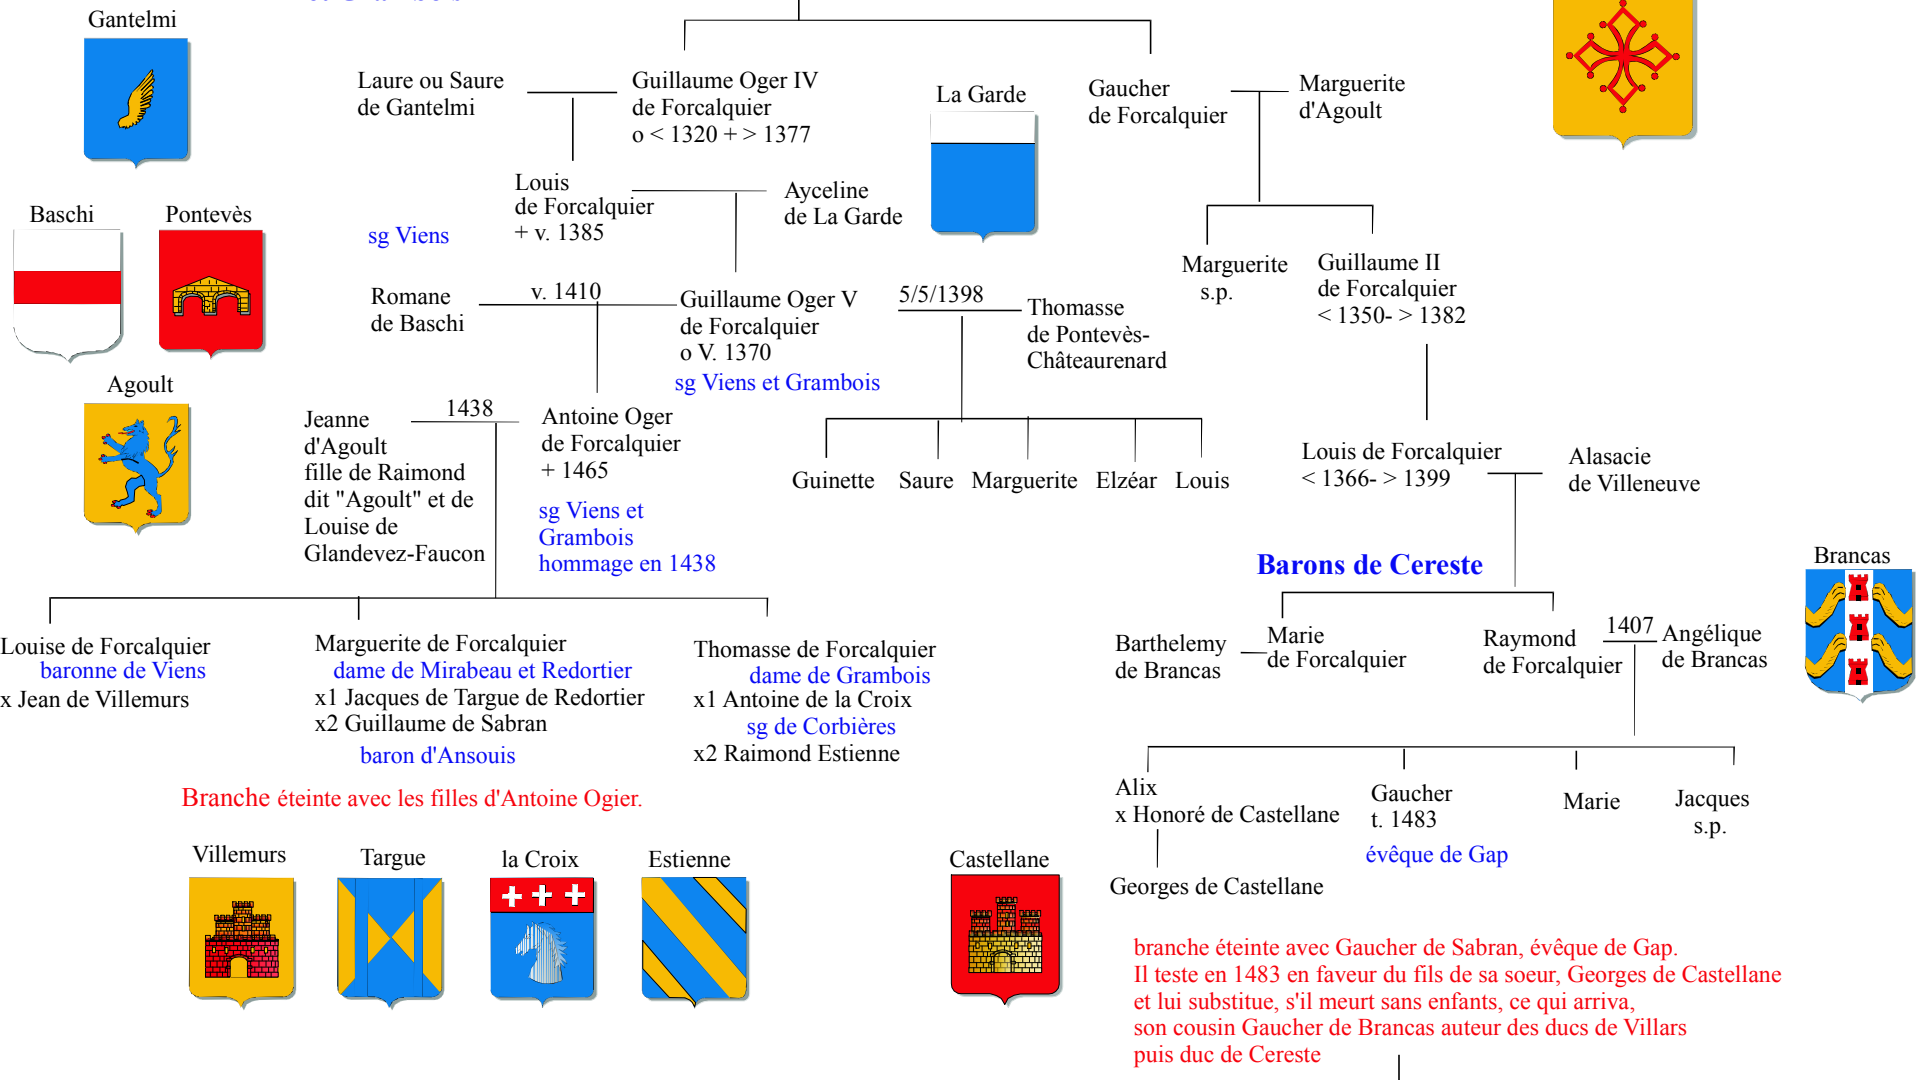 Gantelmi
Laure ou Saure
de Gantelmi
Guillaume Oger IV
de Forcalquier
o < 1320 + > 1377
La Garde
Gaucher
de Forcalquier
Marguerite
d'Agoult
Louis
de Forcalquier
+ v. 1385
Ayceline
de La Garde
Baschi
Pontevès
sg Viens
Marguerite
s.p.
Guillaume II
de Forcalquier
< 1350- > 1382
Romane
de Baschi
v. 1410
Guillaume Oger V
de Forcalquier
o V. 1370
sg Viens et Grambois
5/5/1398
Thomasse
de Pontevès-
Châteaurenard
Agoult
Jeanne
d'Agoult
fille de Raimond
dit "Agoult" et de
Louise de
Glandevez-Faucon
1438
Antoine Oger
de Forcalquier
+ 1465
sg Viens et
Grambois
hommage en 1438
Guinette
Saure
Marguerite
Elzéar
Louis
Louis de Forcalquier
< 1366- > 1399
Alasacie
de Villeneuve
Barons de Cereste
Brancas
Louise de Forcalquier
baronne de Viens
x Jean de Villemurs
Marguerite de Forcalquier
dame de Mirabeau et Redortier
x1 Jacques de Targue de Redortier
x2 Guillaume de Sabran
baron d'Ansouis
Thomasse de Forcalquier
dame de Grambois
x1 Antoine de la Croix
sg de Corbières
x2 Raimond Estienne
Barthelemy
de Brancas
Marie
de Forcalquier
Raymond
de Forcalquier
1407
Angélique
de Brancas
Branche éteinte avec les filles d'Antoine Ogier.
Alix
x Honoré de Castellane
Gaucher
t. 1483
évêque de Gap
Marie
Jacques
s.p.
Georges de Castellane
Villemurs
Targue
la Croix
Estienne
Castellane
branche éteinte avec Gaucher de Sabran, évêque de Gap.
Il teste en 1483 en faveur du fils de sa soeur, Georges de Castellane
et lui substitue, s'il meurt sans enfants, ce qui arriva,
son cousin Gaucher de Brancas auteur des ducs de Villars
puis duc de Cereste